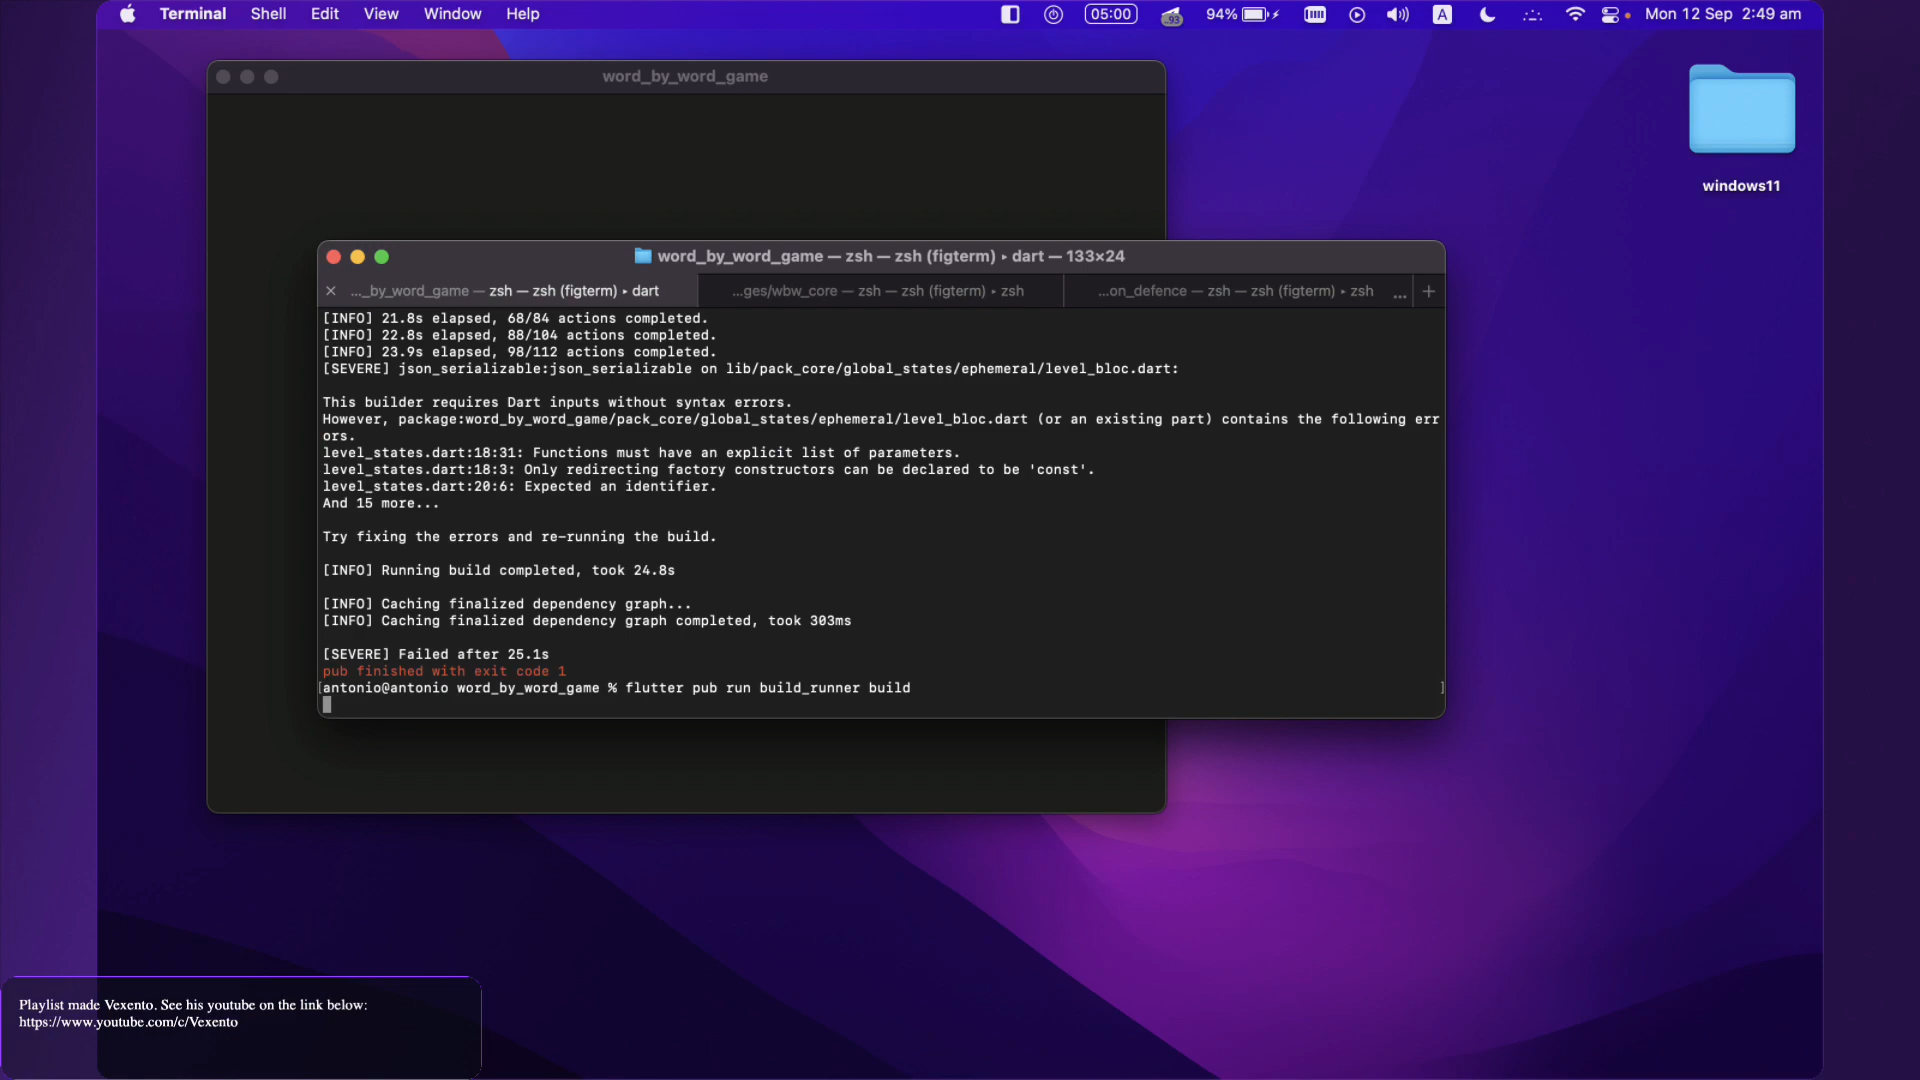 Terminal Shell Edit View Window Help 05:00 93 94% A Mon 12 Sep 2:49 am
word_by_word_game
windows11
word_by_word_game — zsh — zsh (figterm) ▸ dart — 133×24
..._by_word_game — zsh — zsh (figterm) ▸ dart ...ges/wbw_core — zsh — zsh (figterm) ▸ zsh ...on_defence — zsh — zsh (figterm) ▸ zsh ... +
[INFO] 21.8s elapsed, 68/84 actions completed.
[INFO] 22.8s elapsed, 88/104 actions completed.
[INFO] 23.9s elapsed, 98/112 actions completed.
[SEVERE] json_serializable:json_serializable on lib/pack_core/global_states/ephemeral/level_bloc.dart:
This builder requires Dart inputs without syntax errors.
However, package:word_by_word_game/pack_core/global_states/ephemeral/level_bloc.dart (or an existing part) contains the following err
ors.
level_states.dart:18:31: Functions must have an explicit list of parameters.
level_states.dart:18:3: Only redirecting factory constructors can be declared to be 'const'.
level_states.dart:20:6: Expected an identifier.
And 15 more...
Try fixing the errors and re-running the build.
[INFO] Running build completed, took 24.8s
[INFO] Caching finalized dependency graph...
[INFO] Caching finalized dependency graph completed, took 303ms
[SEVERE] Failed after 25.1s
pub finished with exit code 1
[antonio@antonio word_by_word_game % flutter pub run build_runner build ]
Playlist made Vexento. See his youtube on the link below:
https://www.youtube.com/c/Vexento